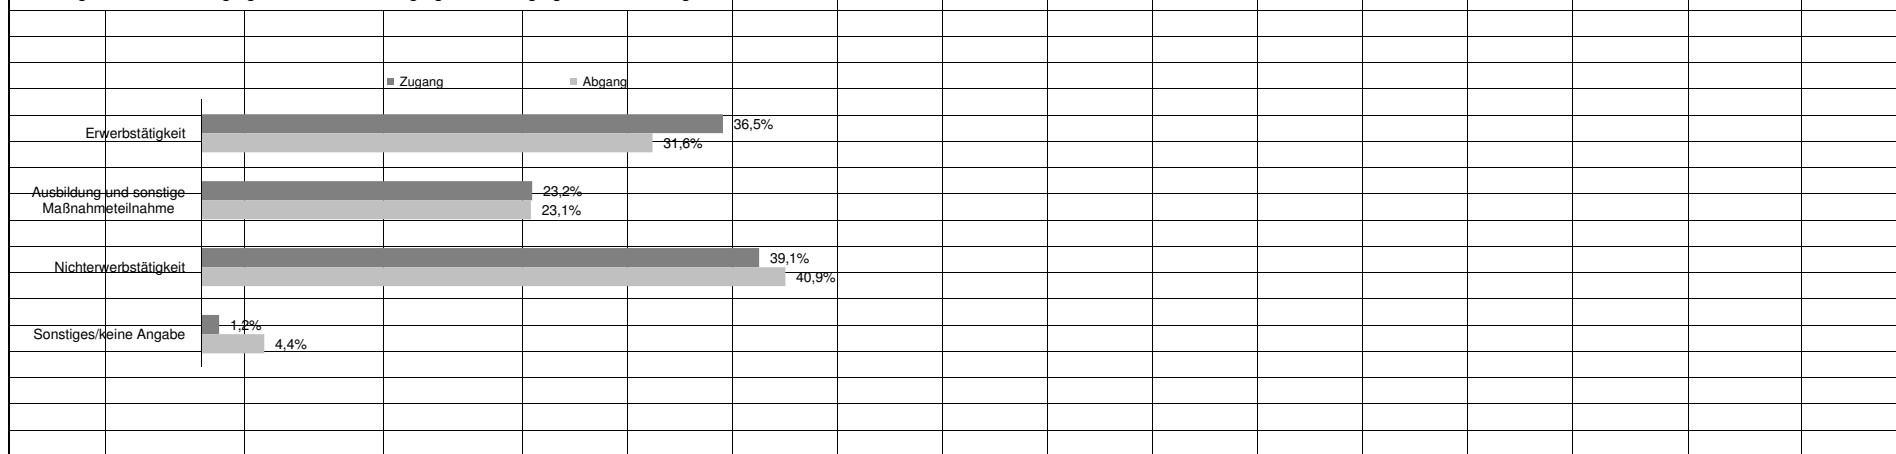 Zugang Abgang
Erwerbstätigkeit
36,5%
31,6%
Ausbildung und sonstige
Maßnahmeteilnahme
23,2%
23,1%
Nichterwerbstätigkeit
39,1%
40,9%
Sonstiges/keine Angabe
1,2%
4,4%